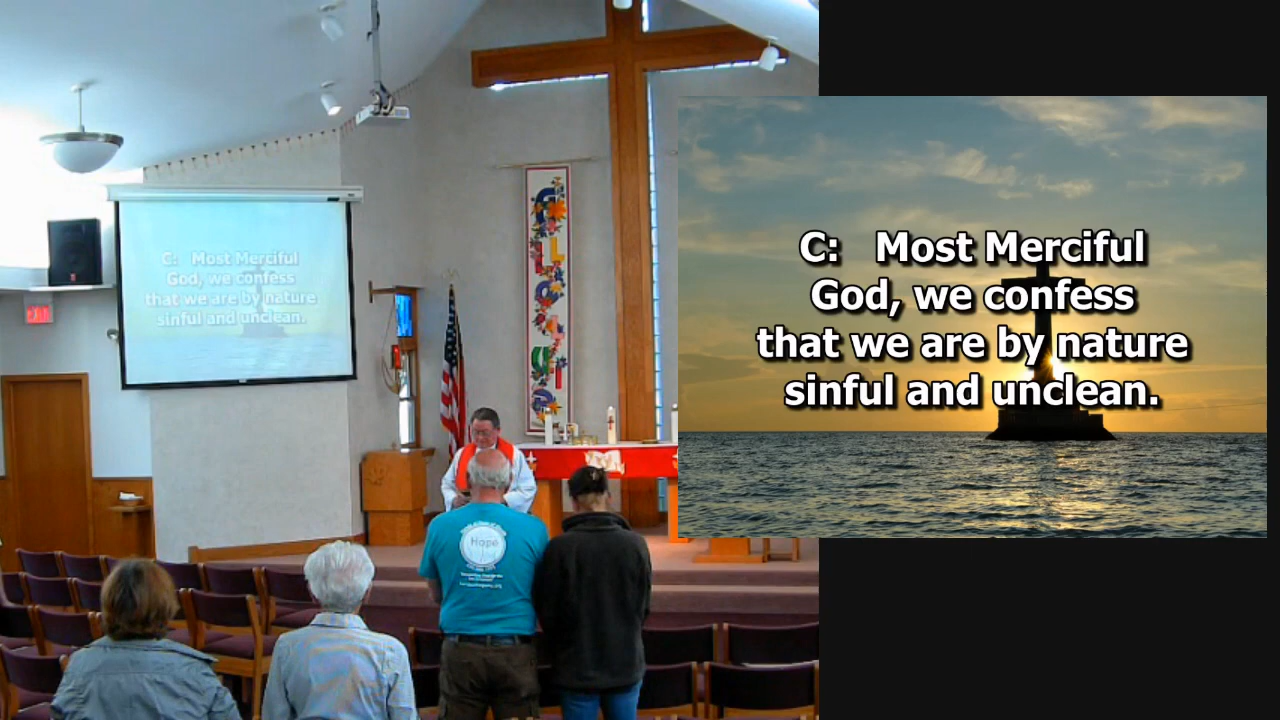 C: Most Merciful
God, we confess
that we are by nature
sinful and unclean.
C: Most Merciful
God, we confess
that we are by nature
sinful and unclean.
Hope